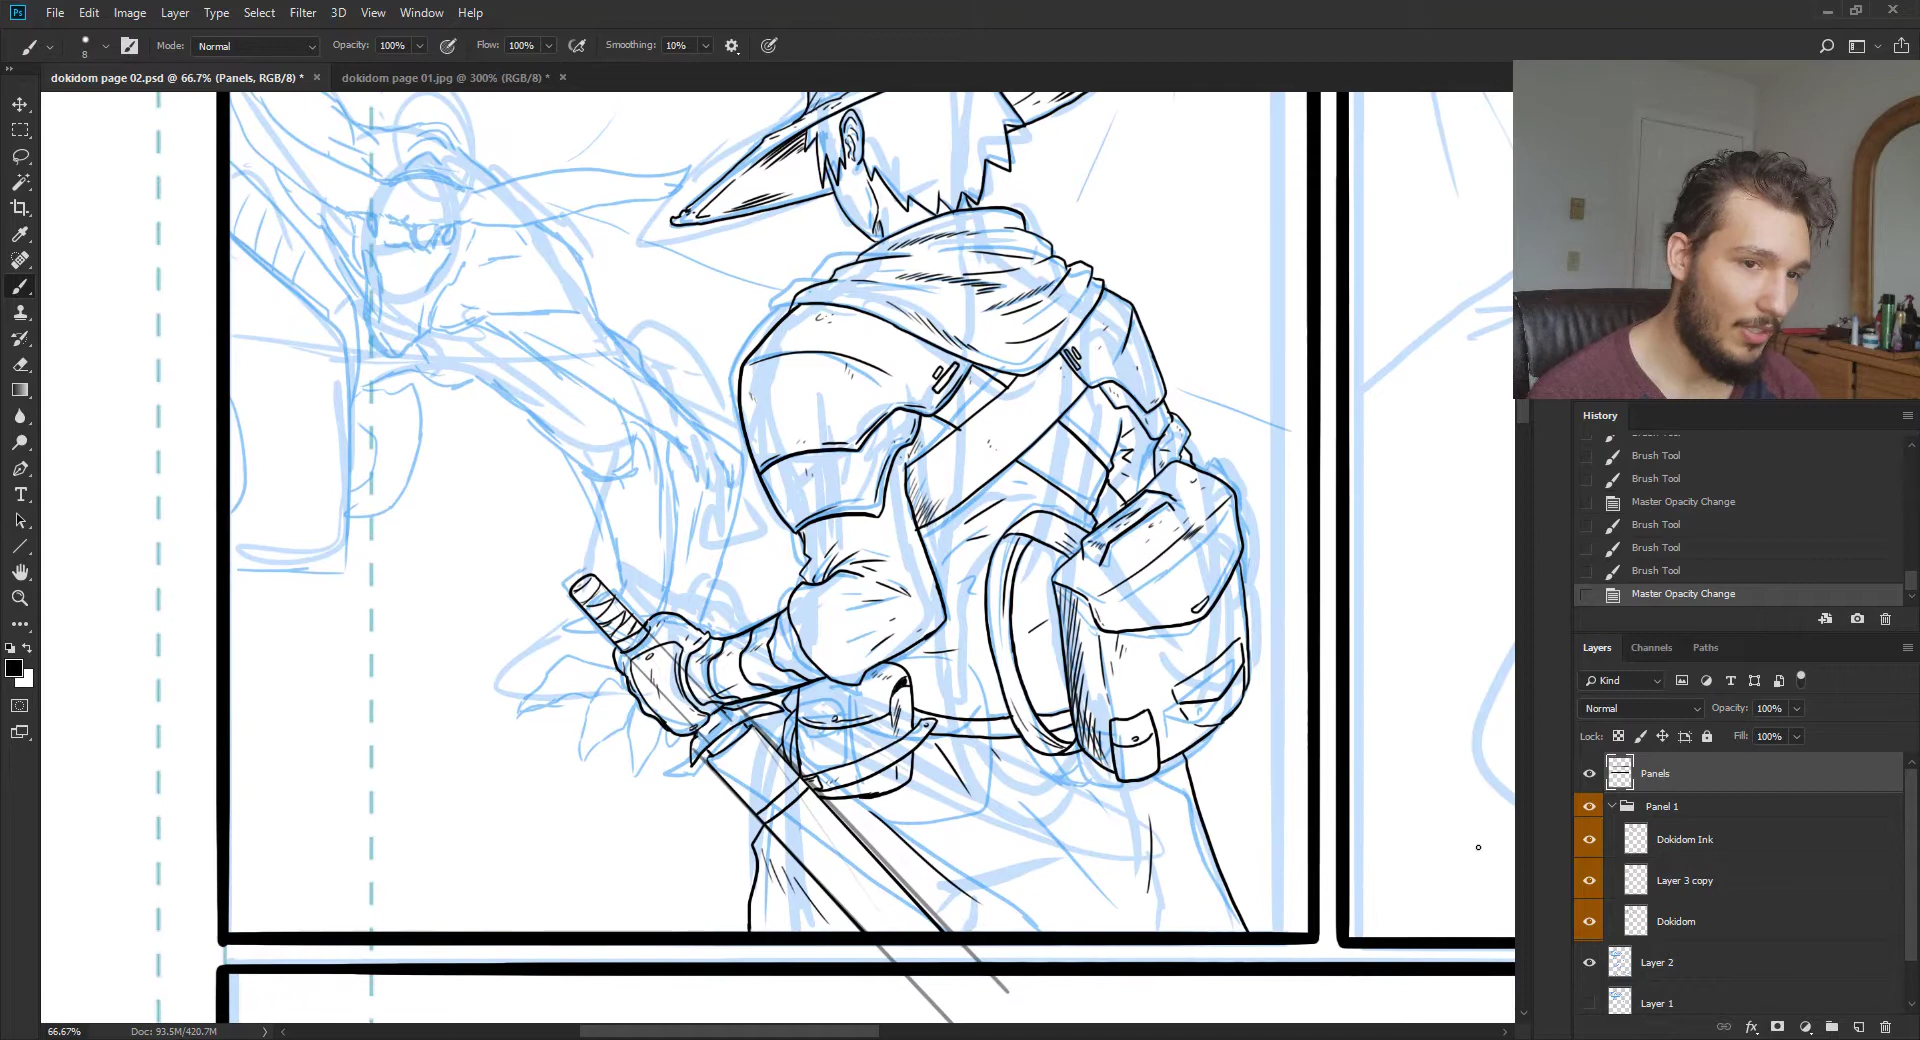 Ps File Edit Image Layer Type Select Filter 3D View Window Help
8 Mode: Normal Opacity: 100% Flow: 100% Smoothing: 10%
dokidom page 02.psd @ 66.7% (Panels, RGB/8) * × dokidom page 01.jpg @ 300% (RGB/8) * ×
History
Brush Tool
Brush Tool
Master Opacity Change
Brush Tool
Brush Tool
Brush Tool
Master Opacity Change
Layers Channels Paths
Kind
Normal Opacity: 100%
Lock: Fill: 100%
Panels
Panel 1
Dokidom Ink
Layer 3 copy
Dokidom
Layer 2
Layer 1
66.67% Doc: 93.5M/420.7M